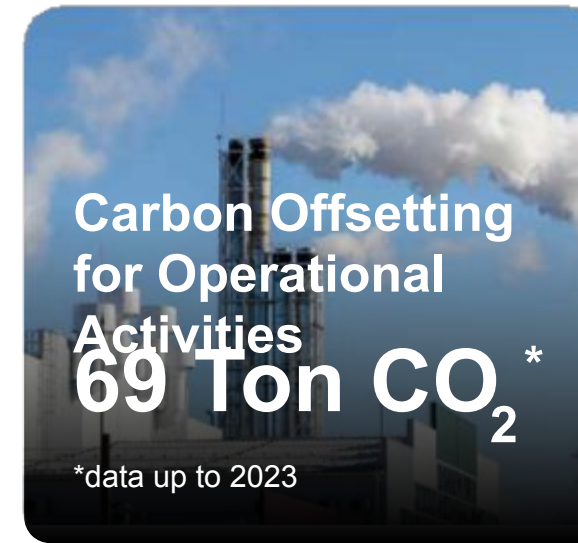 Carbon Offsetting
for Operational
Activities
69 Ton CO₂*
*data up to 2023